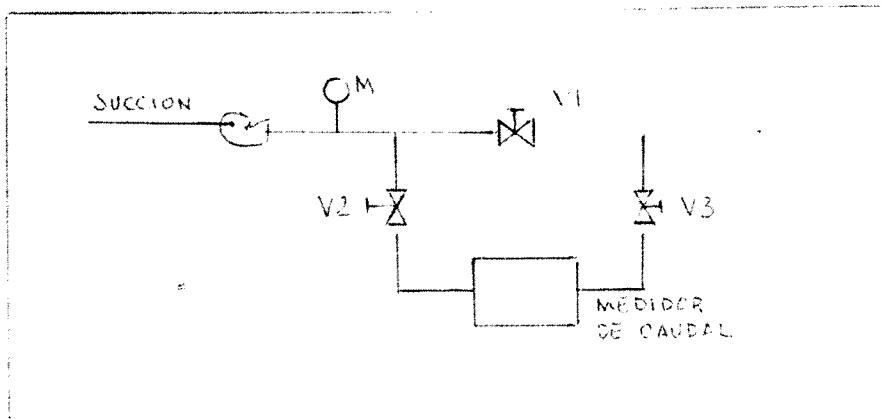 SUCCION
M
V1
V2
V3
MEDIDOR
DE CAUDAL